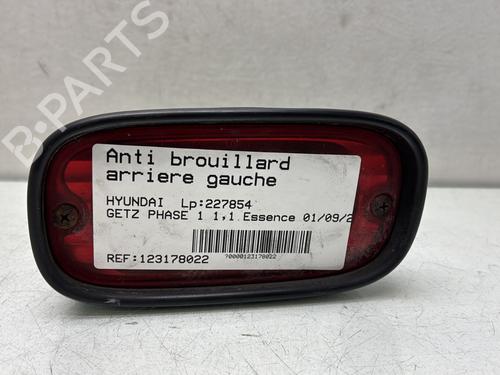 B-PARTS
Anti brouillard
arriere gauche
HYUNDAI Lp:227854
GETZ PHASE 1 1,1 Essence 01/09/2
REF:123178022
?0000123178022